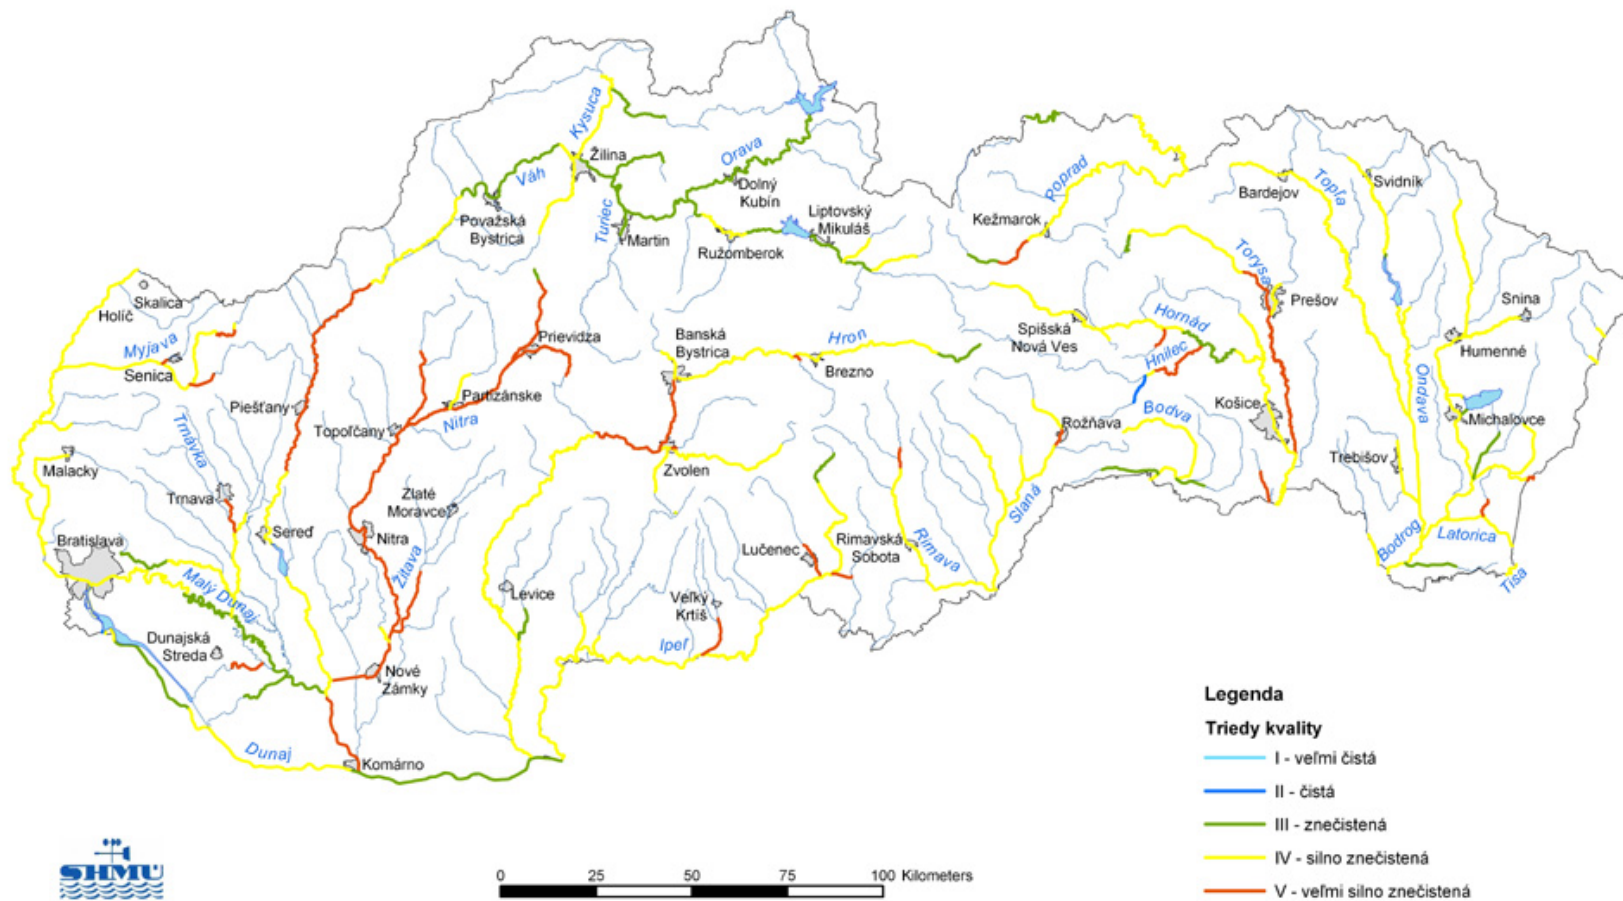 Kysuca
Žilina
Orava
Váh
Dolný
Kubín
Poprad
Bardejov
Topľa
Svidník
Považská
Bystrica
Turiec
Martin
Liptovský
Mikuláš
Ružomberok
Kežmarok
Torysa
Skalica
Holíč
Prešov
Snina
Myjava
Senica
Prievidza
Banská
Bystrica
Hron
Brezno
Spišská
Nová Ves
Hornád
Hnilec
Humenné
Piešťany
Partizánske
Topoľčany
Nitra
Rožňava
Bodva
Košice
Ondava
Michalovce
Trnávka
Malacky
Zvolen
Trebišov
Trnava
Zlaté
Moravce
Slaná
Sereď
Nitra
Bratislava
Lučenec
Rimavská
Sobota
Rimava
Bodrog
Latorica
Žitava
Malý Dunaj
Levice
Veľký
Krtíš
Tisa
Dunajská
Streda
Ipeľ
Nové
Zámky
Dunaj
Komárno
Legenda
Triedy kvality
I - veľmi čistá
II - čistá
III - znečistená
IV - silno znečistená
V - veľmi silno znečistená
SHMÚ
0 25 50 75 100 Kilometers